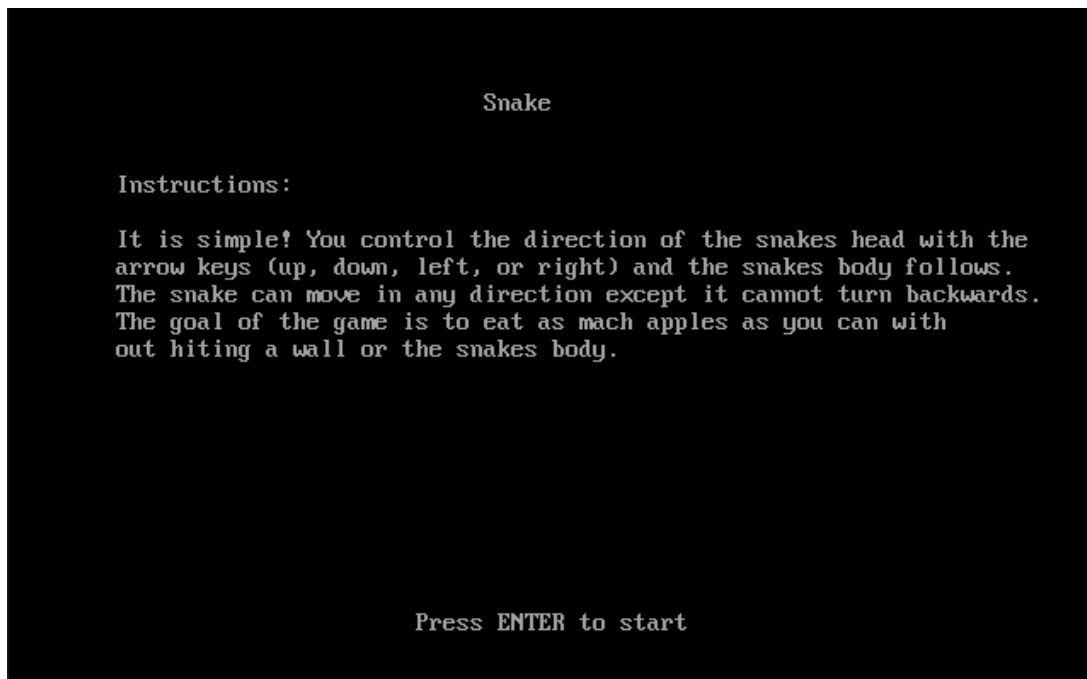 Snake
Instructions:
It is simple! You control the direction of the snakes head with the
arrow keys (up, down, left, or right) and the snakes body follows.
The snake can move in any direction except it cannot turn backwards.
The goal of the game is to eat as mach apples as you can with
out hiting a wall or the snakes body.
Press ENTER to start